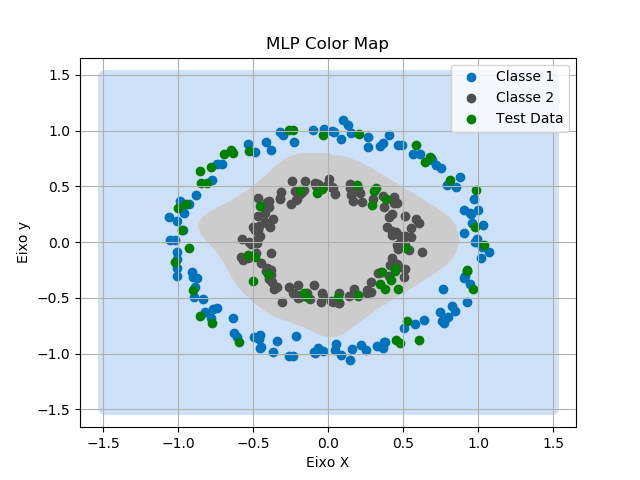 MLP Color Map
Classe 1
Classe 2
Test Data
1.5
1.0
0.5
0.0
−0.5
−1.0
−1.5
Eixo y
−1.5 −1.0 −0.5 0.0 0.5 1.0 1.5
Eixo X